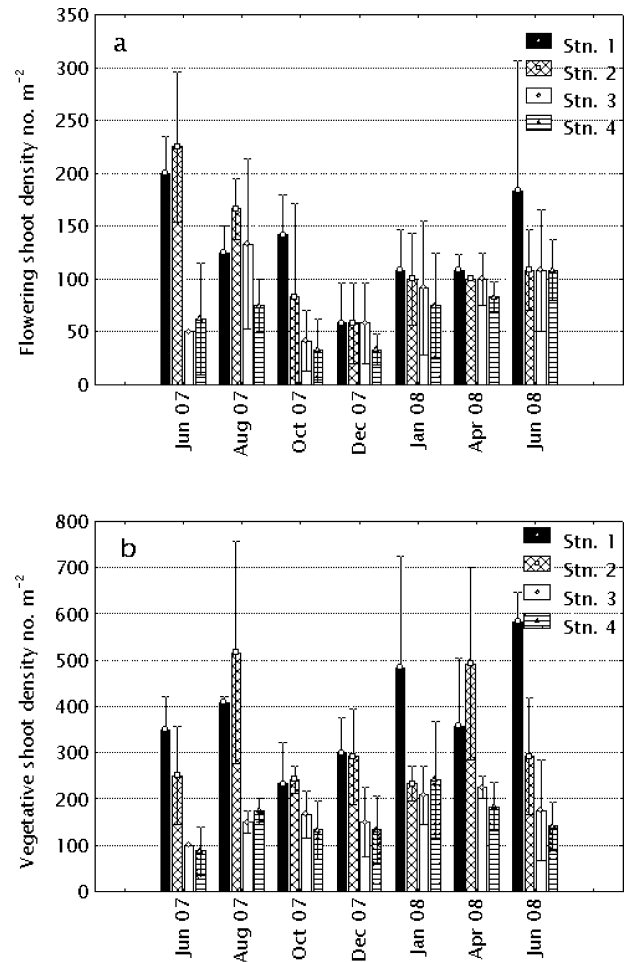 a
Flowering shoot density no. m⁻²
350
300
250
200
150
100
50
0
Stn. 1
Stn. 2
Stn. 3
Stn. 4
Jun 07
Aug 07
Oct 07
Dec 07
Jan 08
Apr 08
Jun 08
b
Vegetative shoot density no. m⁻²
800
700
600
500
400
300
200
100
0
Stn. 1
Stn. 2
Stn. 3
Stn. 4
Jun 07
Aug 07
Oct 07
Dec 07
Jan 08
Apr 08
Jun 08